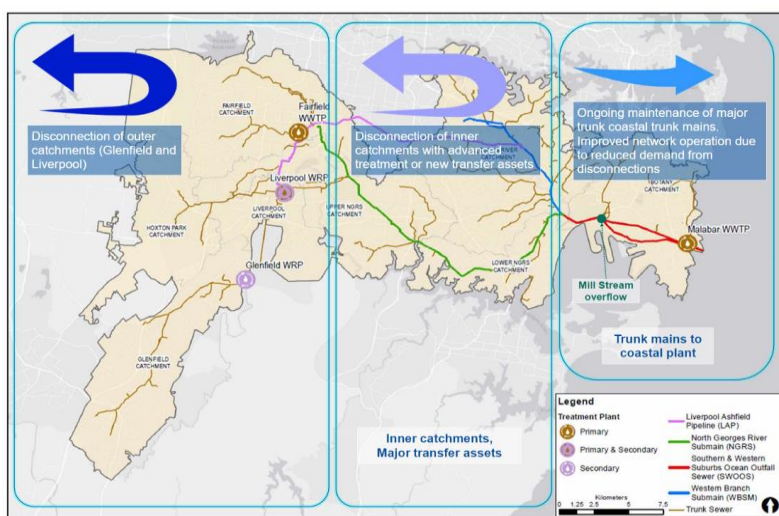 Disconnection of outer
catchments (Glenfield and
Liverpool)
Disconnection of inner
catchments with advanced
treatment or new transfer assets
Ongoing maintenance of major
trunk coastal trunk mains.
Improved network operation due
to reduced demand from
disconnections
FAIRFIELD
CATCHMENT
Fairfield
WWTP
RIVER
CATCHMENT
BOTANY
CATCHMENT
Liverpool WRP
LIVERPOOL
CATCHMENT
UPPER NGRS
CATCHMENT
HOXTON PARK
CATCHMENT
Glenfield WRP
LOWER NGRS
CATCHMENT
Malabar WWTP
Mill Stream
overflow
GLENFIELD
CATCHMENT
Trunk mains to
coastal plant
Inner catchments,
Major transfer assets
Legend
Treatment Plant
Primary
Primary & Secondary
Secondary
Liverpool Ashfield
Pipeline (LAP)
North Georges River
Submain (NGRS)
Southern & Western
Suburbs Ocean Outfall
Sewer (SWOOS)
Western Branch
Submain (WBSM)
Trunk Sewer
Kilometers
0 1.25 2.5 5 7.5